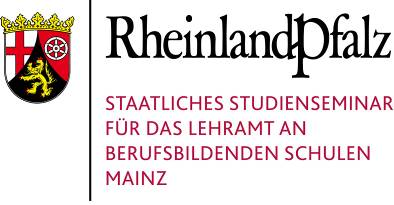 Rheinlandpfalz
STAATLICHES STUDIENSEMINAR
FÜR DAS LEHRAMT AN
BERUFSBILDENDEN SCHULEN
MAINZ